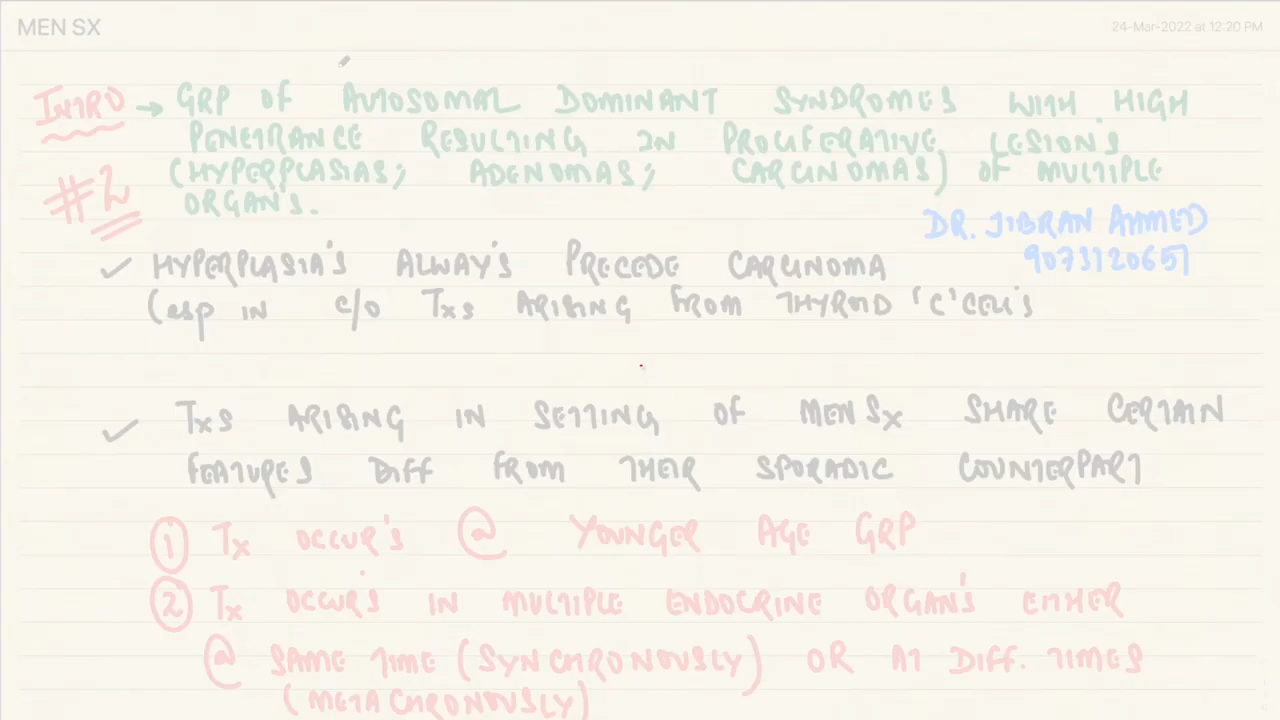 MEN SX
24-Mar-2022 at 12:20 PM
INTRO → GRP OF AUTOSOMAL DOMINANT SYNDROMES WITH HIGH
PENETRANCE RESULTING IN PROLIFERATIVE LESION'S
#2 (HYPERPLASIAS; ADENOMAS; CARCINOMAS) OF MULTIPLE
ORGAN'S.
DR. JIBRAN AHMED
9073120657
✓ HYPERPLASIA'S ALWAY'S PRECEDE CARCINOMA
(esp IN c/o Txs ARISING FROM THYROID 'C' CELL'S
✓ Txs ARISING IN SETTING OF MEN Sx SHARE CERTAIN
FEATURES DIFF FROM THEIR SPORADIC COUNTERPART
① Tx OCCUR'S @ YOUNGER AGE GRP
② Tx OCCUR'S IN MULTIPLE ENDOCRINE ORGAN'S EITHER
@ SAME TIME (SYNCHRONOUSLY) OR AT DIFF. TIMES
(METACHRONOUSLY)